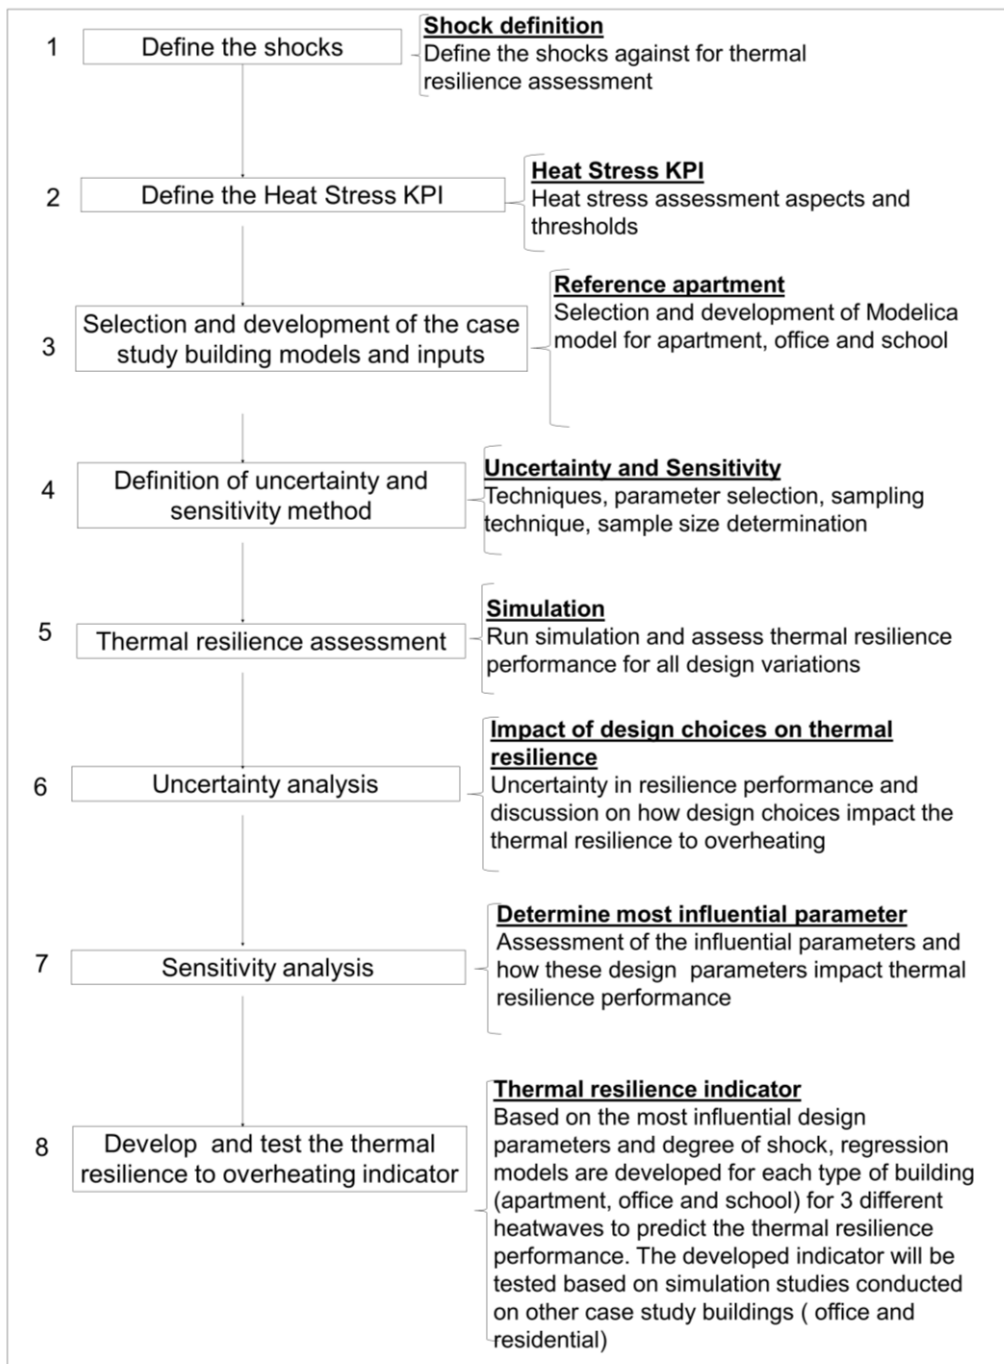 1
Define the shocks
Shock definition
Define the shocks against for thermal
resilience assessment
2
Define the Heat Stress KPI
Heat Stress KPI
Heat stress assessment aspects and
thresholds
3
Selection and development of the case
study building models and inputs
Reference apartment
Selection and development of Modelica
model for apartment, office and school
4
Definition of uncertainty and
sensitivity method
Uncertainty and Sensitivity
Techniques, parameter selection, sampling
technique, sample size determination
5
Thermal resilience assessment
Simulation
Run simulation and assess thermal resilience
performance for all design variations
6
Uncertainty analysis
Impact of design choices on thermal
resilience
Uncertainty in resilience performance and
discussion on how design choices impact the
thermal resilience to overheating
7
Sensitivity analysis
Determine most influential parameter
Assessment of the influential parameters and
how these design parameters impact thermal
resilience performance
8
Develop and test the thermal
resilience to overheating indicator
Thermal resilience indicator
Based on the most influential design
parameters and degree of shock, regression
models are developed for each type of building
(apartment, office and school) for 3 different
heatwaves to predict the thermal resilience
performance. The developed indicator will be
tested based on simulation studies conducted
on other case study buildings ( office and
residential)